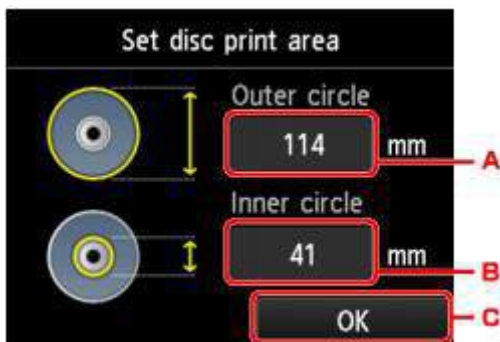 Set disc print area
Outer circle
114 mm
A
Inner circle
41 mm
B
OK
C